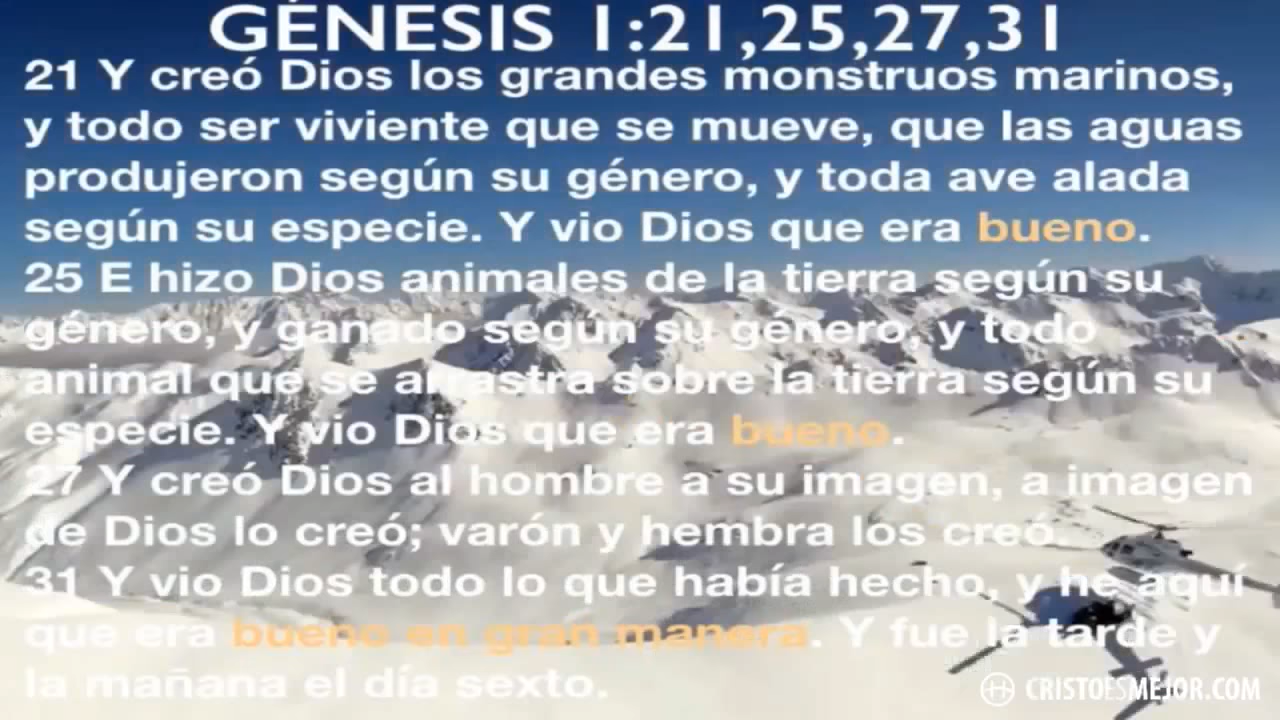 GÉNESIS 1:21,25,27,31
21 Y creó Dios los grandes monstruos marinos,
y todo ser viviente que se mueve, que las aguas
produjeron según su género, y toda ave alada
según su especie. Y vio Dios que era bueno.
25 E hizo Dios animales de la tierra según su
género, y ganado según su género, y todo
animal que se arrastra sobre la tierra según su
especie. Y vio Dios que era bueno.
27 Y creó Dios al hombre a su imagen, a imagen
de Dios lo creó; varón y hembra los creó.
31 Y vio Dios todo lo que había hecho, y he aquí
que era bueno en gran manera. Y fue la tarde y
la mañana el día sexto.
CRISTOESMEJOR.COM